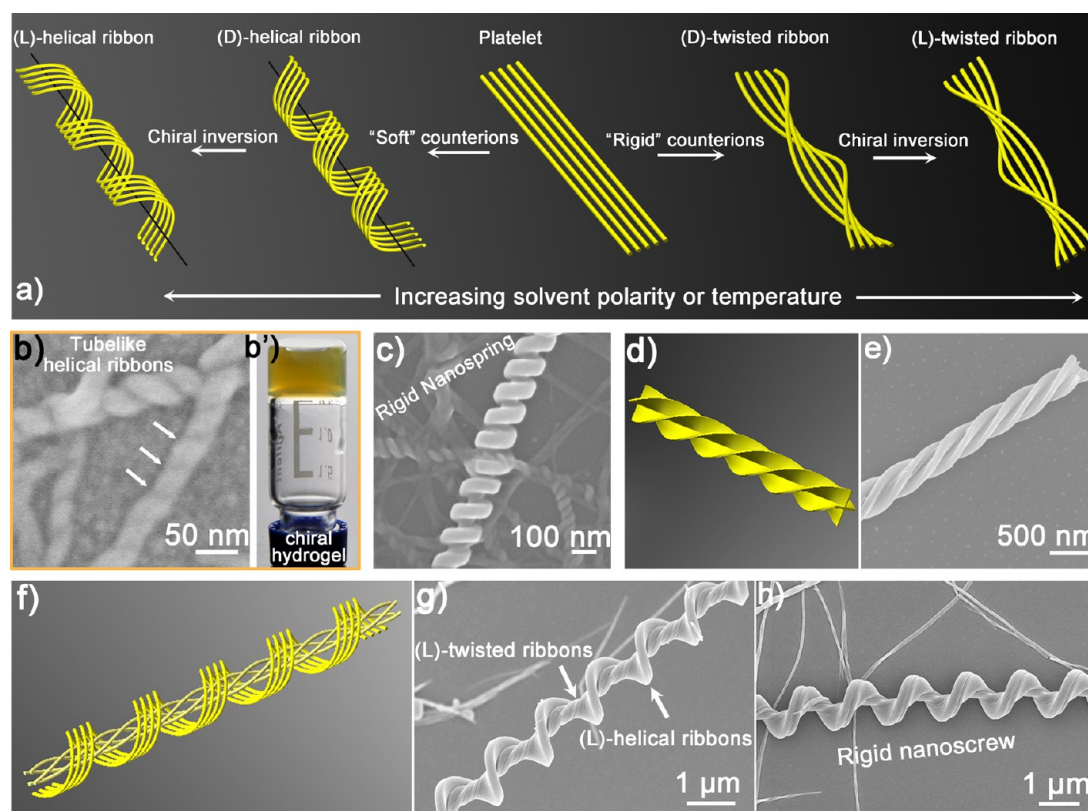 (L)-helical ribbon
(D)-helical ribbon
Platelet
(D)-twisted ribbon
(L)-twisted ribbon
Chiral inversion
“Soft” counterions
“Rigid” counterions
Chiral inversion
a)
Increasing solvent polarity or temperature
b)
Tubelike
helical ribbons
50 nm
b’)
chiral
hydrogel
c)
Rigid Nanospring
100 nm
d)
e)
500 nm
f)
g)
(L)-twisted ribbons
(L)-helical ribbons
1 µm
h)
Rigid nanoscrew
1 µm